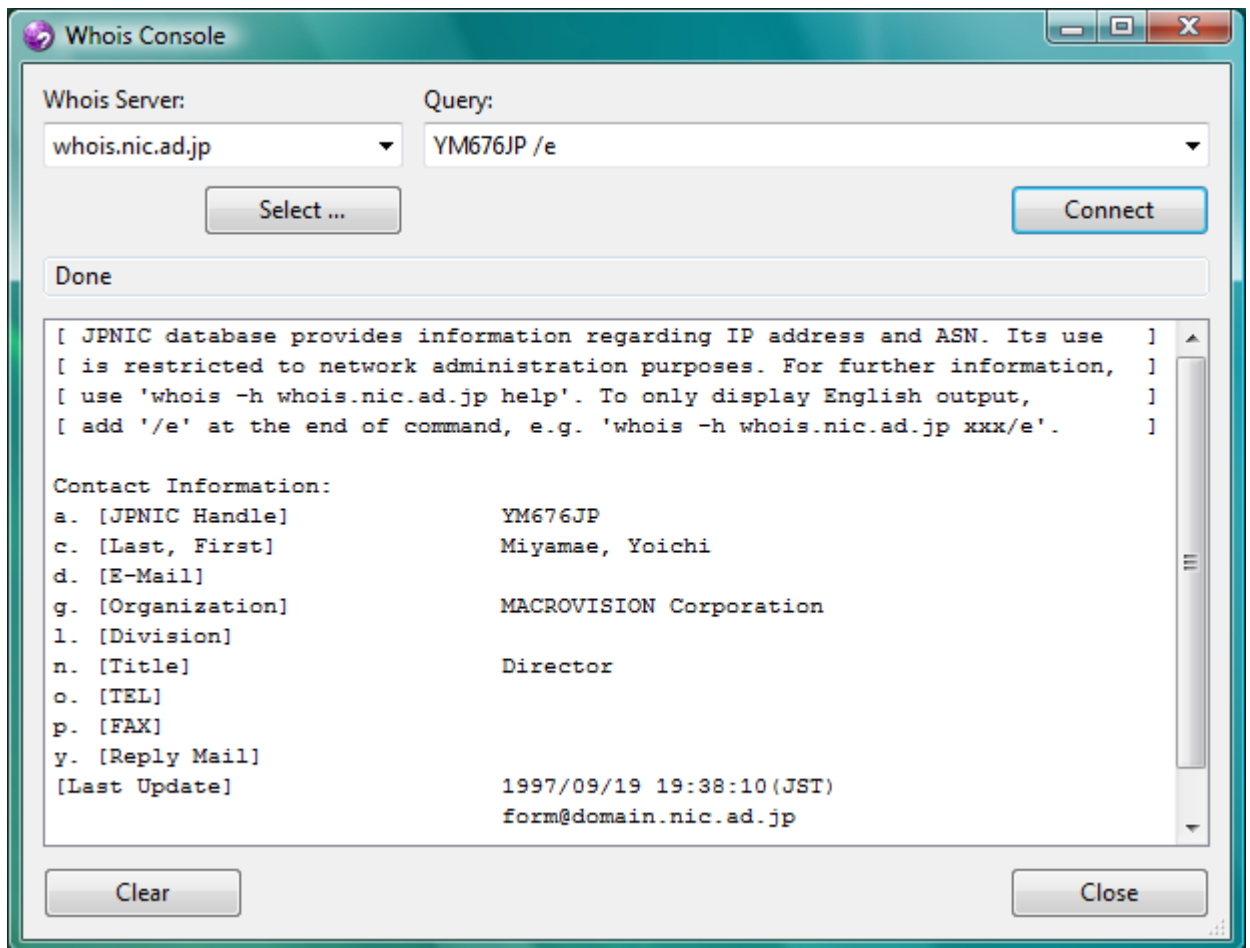 Whois Console
Whois Server: Query:
whois.nic.ad.jp YM676JP /e
Select ... Connect
Done
[ JPNIC database provides information regarding IP address and ASN. Its use ]
[ is restricted to network administration purposes. For further information, ]
[ use 'whois -h whois.nic.ad.jp help'. To only display English output, ]
[ add '/e' at the end of command, e.g. 'whois -h whois.nic.ad.jp xxx/e'. ]
Contact Information:
a. [JPNIC Handle] YM676JP
c. [Last, First] Miyamae, Yoichi
d. [E-Mail]
g. [Organization] MACROVISION Corporation
l. [Division]
n. [Title] Director
o. [TEL]
p. [FAX]
y. [Reply Mail]
[Last Update] 1997/09/19 19:38:10(JST)
form@domain.nic.ad.jp
Clear Close